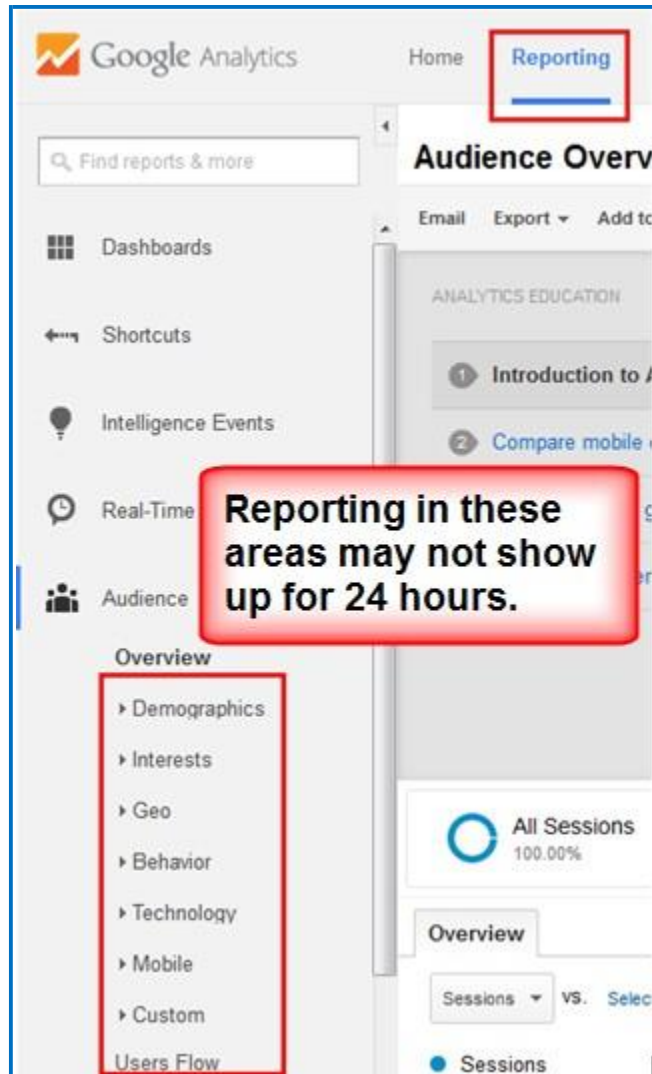 Google Analytics
Home Reporting
Find reports & more
Audience Overv
Email Export Add to
Dashboards
ANALYTICS EDUCATION
Shortcuts
1 Introduction to A
Intelligence Events
2 Compare mobile
Real-Time
Reporting in these
areas may not show
up for 24 hours.
Audience
Overview
Demographics
Interests
Geo
Behavior
Technology
Mobile
Custom
Users Flow
All Sessions
100.00%
Overview
Sessions VS. Selec
Sessions